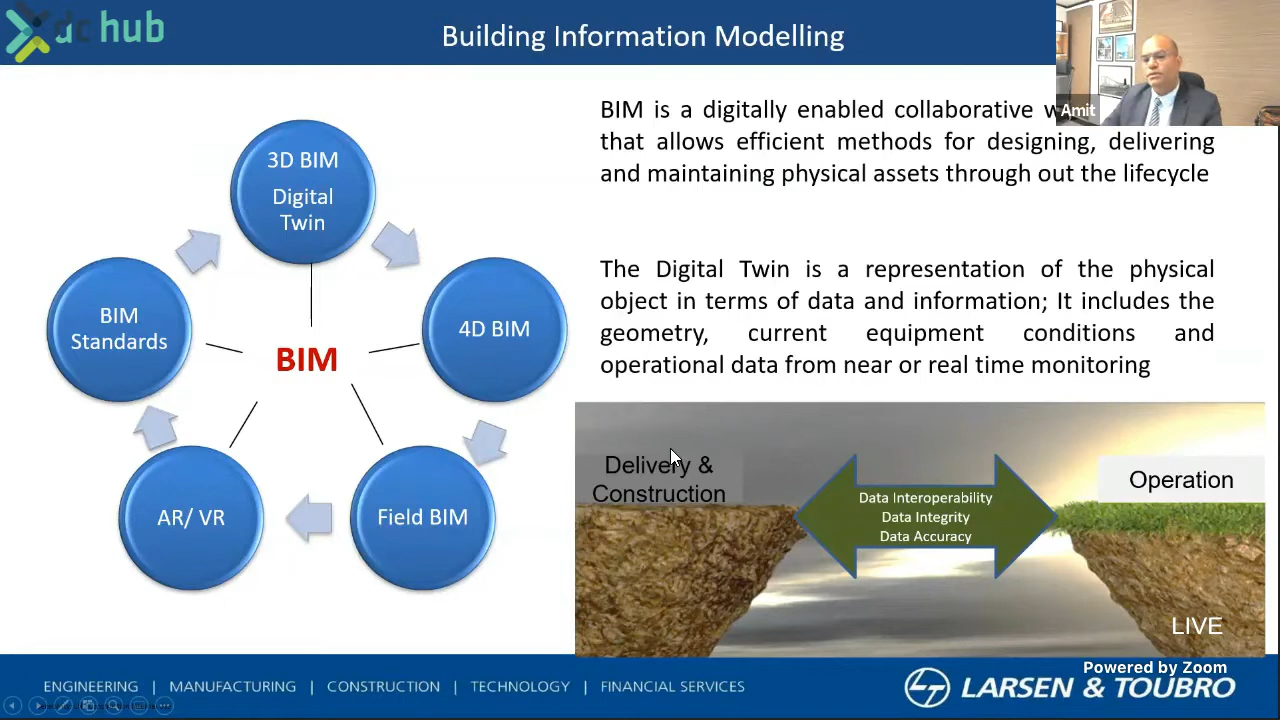 dc hub
Building Information Modelling
Amit
BIM is a digitally enabled collaborative
that allows efficient methods for designing, delivering
and maintaining physical assets through out the lifecycle
The Digital Twin is a representation of the physical
object in terms of data and information; It includes the
geometry, current equipment conditions and
operational data from near or real time monitoring
3D BIM
Digital
Twin
4D BIM
Field BIM
AR/ VR
BIM
Standards
BIM
Delivery &
Construction
Data Interoperability
Data Integrity
Data Accuracy
Operation
LIVE
Powered by Zoom
ENGINEERING | MANUFACTURING | CONSTRUCTION | TECHNOLOGY | FINANCIAL SERVICES
LARSEN & TOUBRO